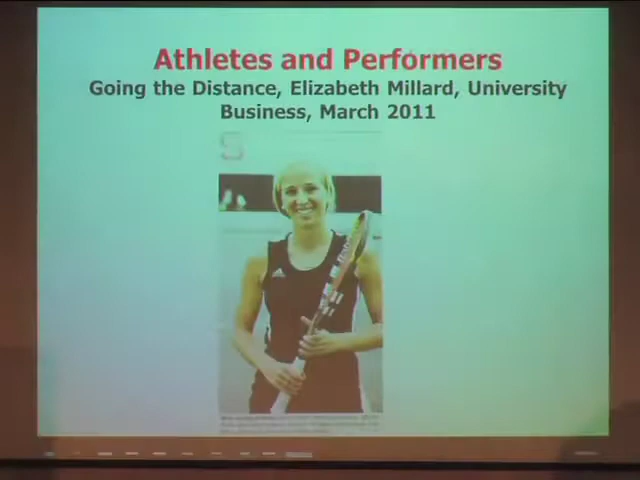 Athletes and Performers
Going the Distance, Elizabeth Millard, University
Business, March 2011